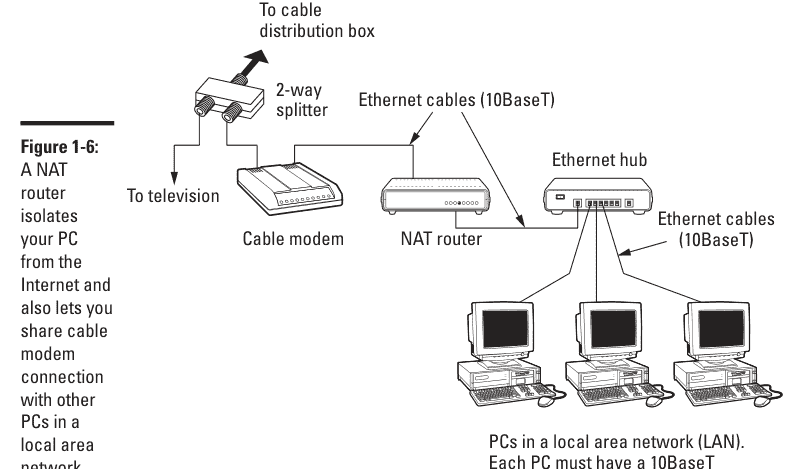 To cable
distribution box
2-way
splitter
Ethernet cables (10BaseT)
Ethernet hub
To television
Cable modem
NAT router
Ethernet cables
(10BaseT)
Figure 1-6:
A NAT
router
isolates
your PC
from the
Internet and
also lets you
share cable
modem
connection
with other
PCs in a
local area
network
PCs in a local area network (LAN).
Each PC must have a 10BaseT